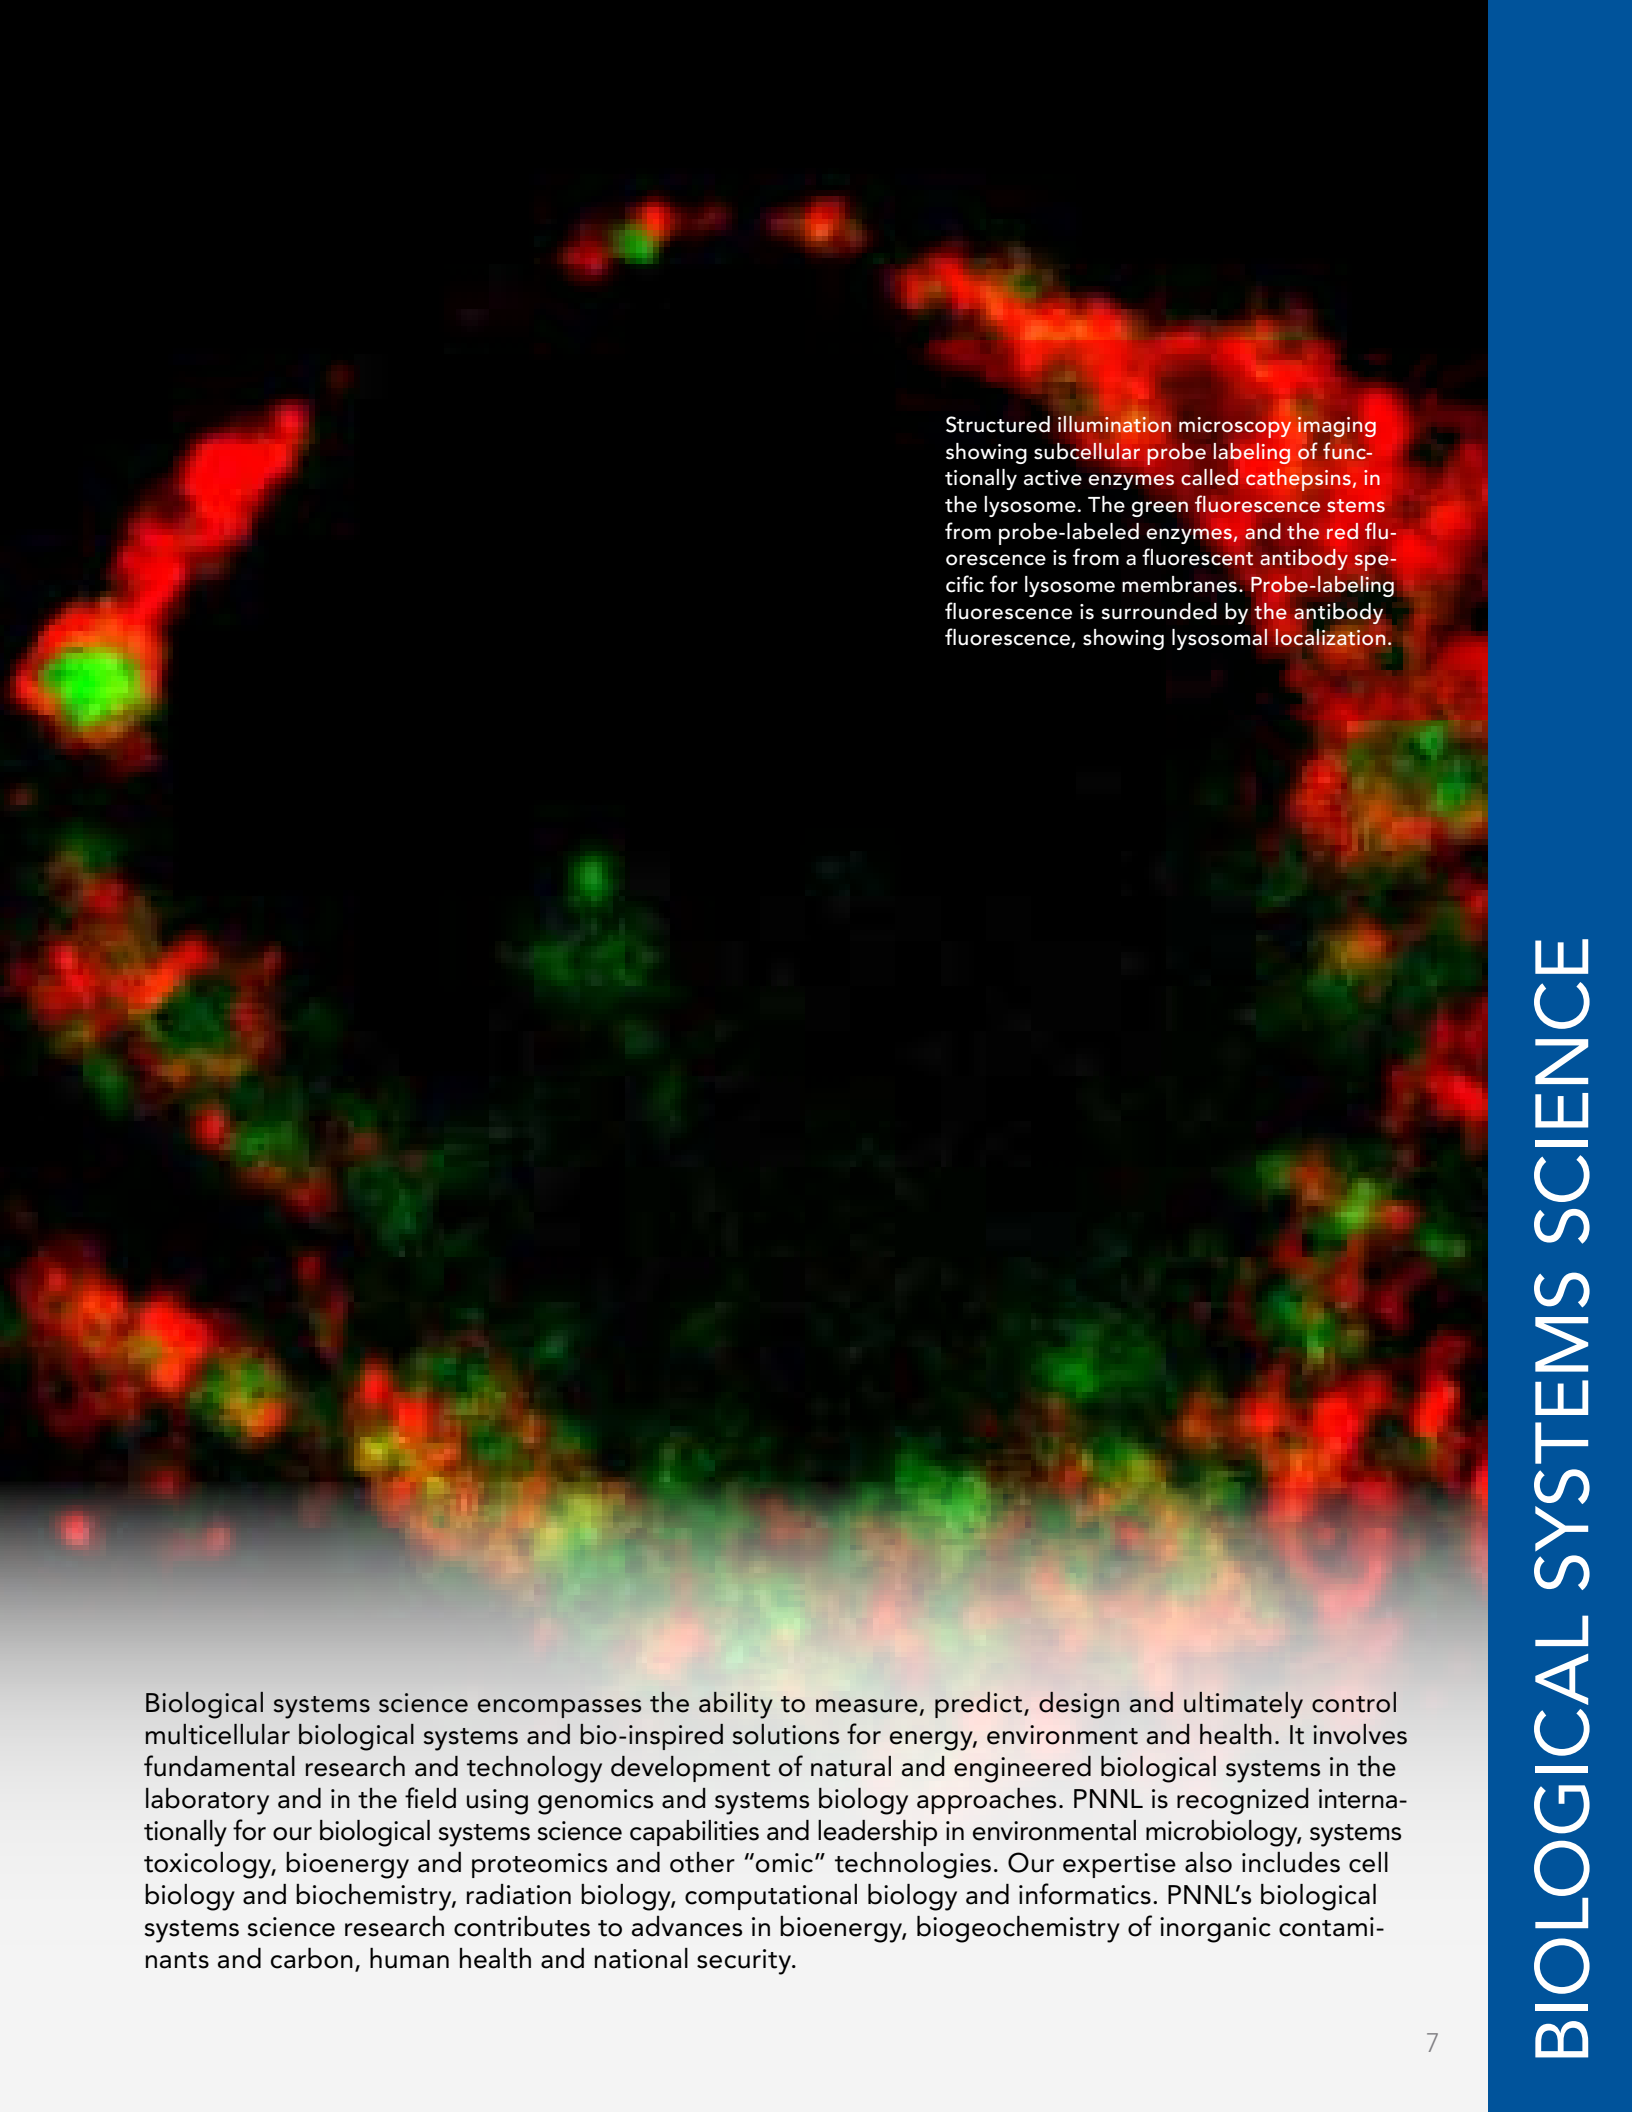 Structured illumination microscopy imaging
showing subcellular probe labeling of func-
tionally active enzymes called cathepsins, in
the lysosome. The green fluorescence stems
from probe-labeled enzymes, and the red flu-
orescence is from a fluorescent antibody spe-
cific for lysosome membranes. Probe-labeling
fluorescence is surrounded by the antibody
fluorescence, showing lysosomal localization.
BIOLOGICAL SYSTEMS SCIENCE
Biological systems science encompasses the ability to measure, predict, design and ultimately control
multicellular biological systems and bio-inspired solutions for energy, environment and health. It involves
fundamental research and technology development of natural and engineered biological systems in the
laboratory and in the field using genomics and systems biology approaches. PNNL is recognized interna-
tionally for our biological systems science capabilities and leadership in environmental microbiology, systems
toxicology, bioenergy and proteomics and other “omic” technologies. Our expertise also includes cell
biology and biochemistry, radiation biology, computational biology and informatics. PNNL’s biological
systems science research contributes to advances in bioenergy, biogeochemistry of inorganic contami-
nants and carbon, human health and national security.
7